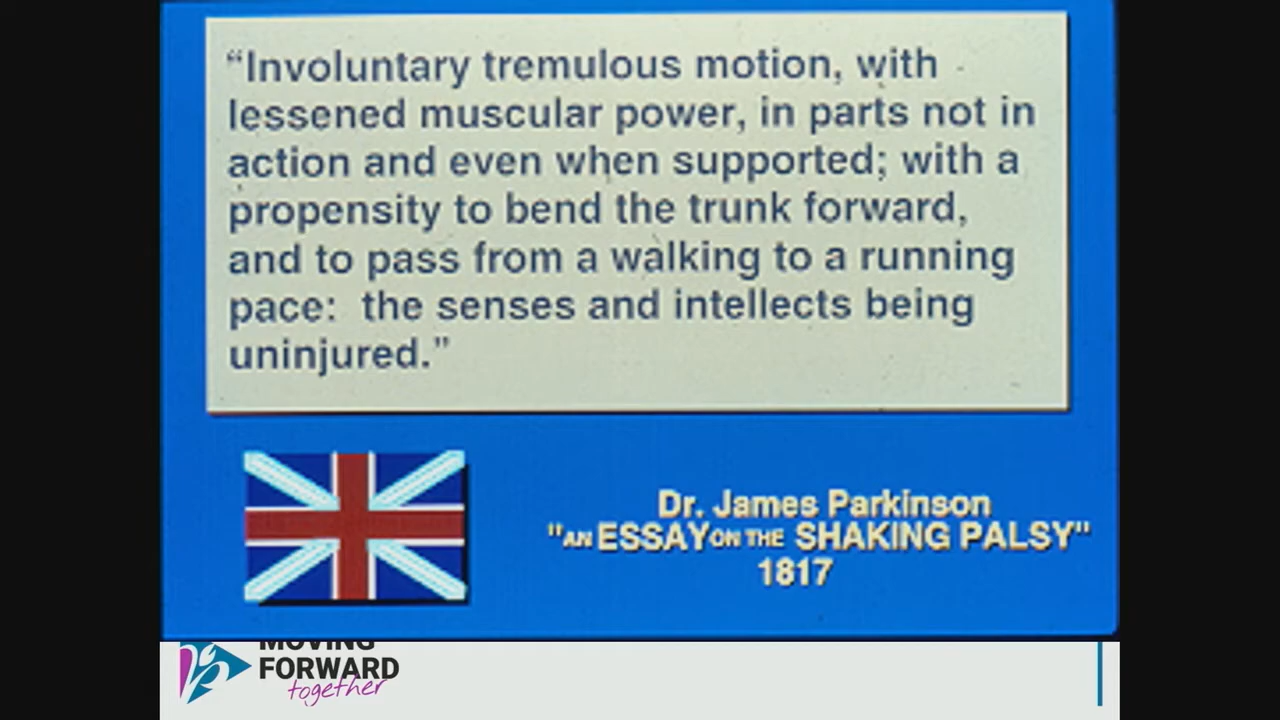 “Involuntary tremulous motion, with
lessened muscular power, in parts not in
action and even when supported; with a
propensity to bend the trunk forward,
and to pass from a walking to a running
pace: the senses and intellects being
uninjured.”
Dr. James Parkinson
"AN ESSAY ON THE SHAKING PALSY"
1817
MOVING
FORWARD
together